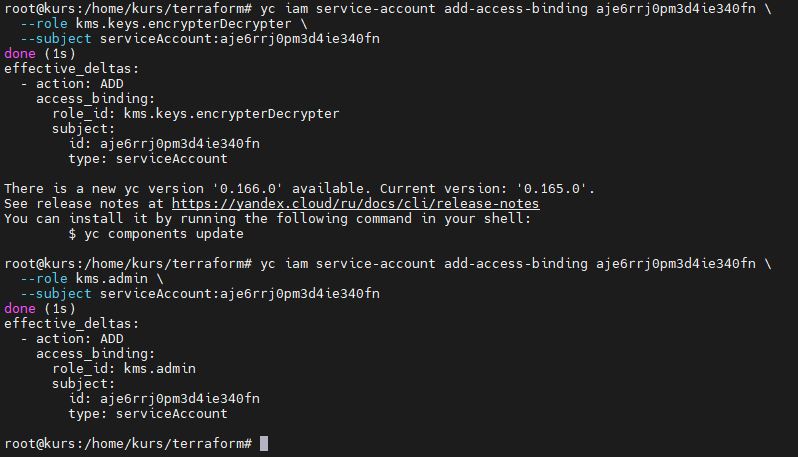 root@kurs:/home/kurs/terraform# yc iam service-account add-access-binding aje6rrj0pm3d4ie340fn \
  --role kms.keys.encrypterDecrypter \
  --subject serviceAccount:aje6rrj0pm3d4ie340fn
done (1s)
effective_deltas:
  - action: ADD
    access_binding:
      role_id: kms.keys.encrypterDecrypter
      subject:
        id: aje6rrj0pm3d4ie340fn
        type: serviceAccount

There is a new yc version '0.166.0' available. Current version: '0.165.0'.
See release notes at https://yandex.cloud/ru/docs/cli/release-notes
You can install it by running the following command in your shell:
        $ yc components update

root@kurs:/home/kurs/terraform# yc iam service-account add-access-binding aje6rrj0pm3d4ie340fn \
  --role kms.admin \
  --subject serviceAccount:aje6rrj0pm3d4ie340fn
done (1s)
effective_deltas:
  - action: ADD
    access_binding:
      role_id: kms.admin
      subject:
        id: aje6rrj0pm3d4ie340fn
        type: serviceAccount

root@kurs:/home/kurs/terraform#